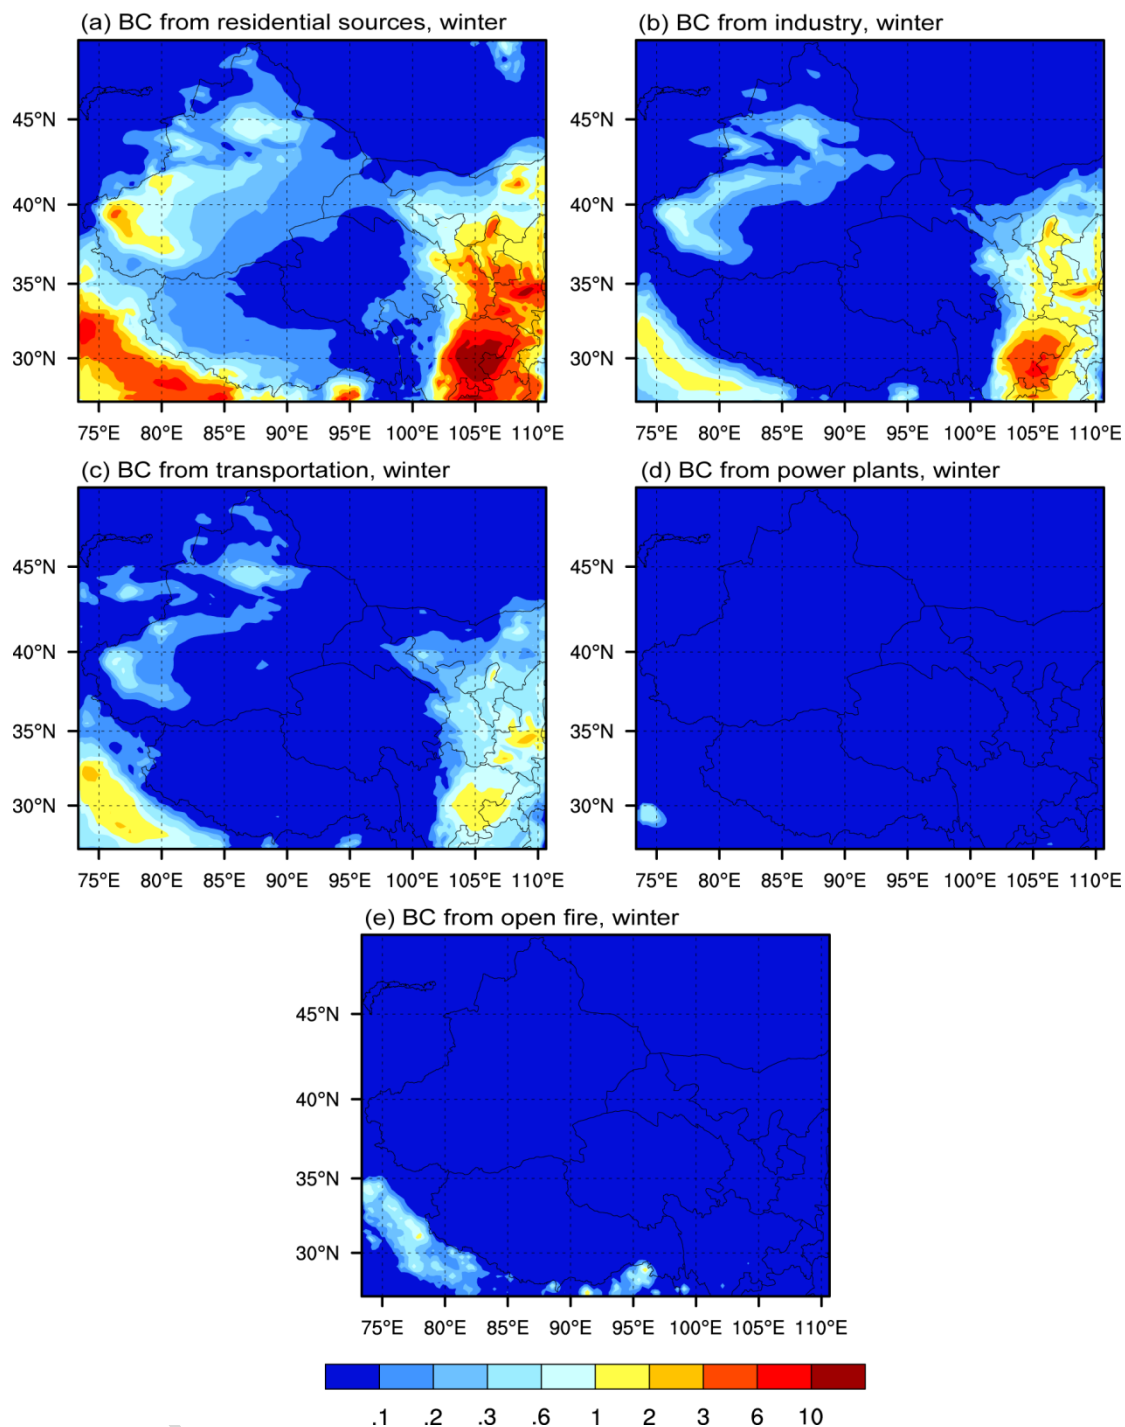 (a) BC from residential sources, winter
(b) BC from industry, winter
45°N
40°N
35°N
30°N
75°E 80°E 85°E 90°E 95°E 100°E 105°E 110°E
45°N
40°N
35°N
30°N
75°E 80°E 85°E 90°E 95°E 100°E 105°E 110°E
(c) BC from transportation, winter
(d) BC from power plants, winter
45°N
40°N
35°N
30°N
75°E 80°E 85°E 90°E 95°E 100°E 105°E 110°E
45°N
40°N
35°N
30°N
75°E 80°E 85°E 90°E 95°E 100°E 105°E 110°E
(e) BC from open fire, winter
45°N
40°N
35°N
30°N
75°E 80°E 85°E 90°E 95°E 100°E 105°E 110°E
.1 .2 .3 .6 1 2 3 6 10